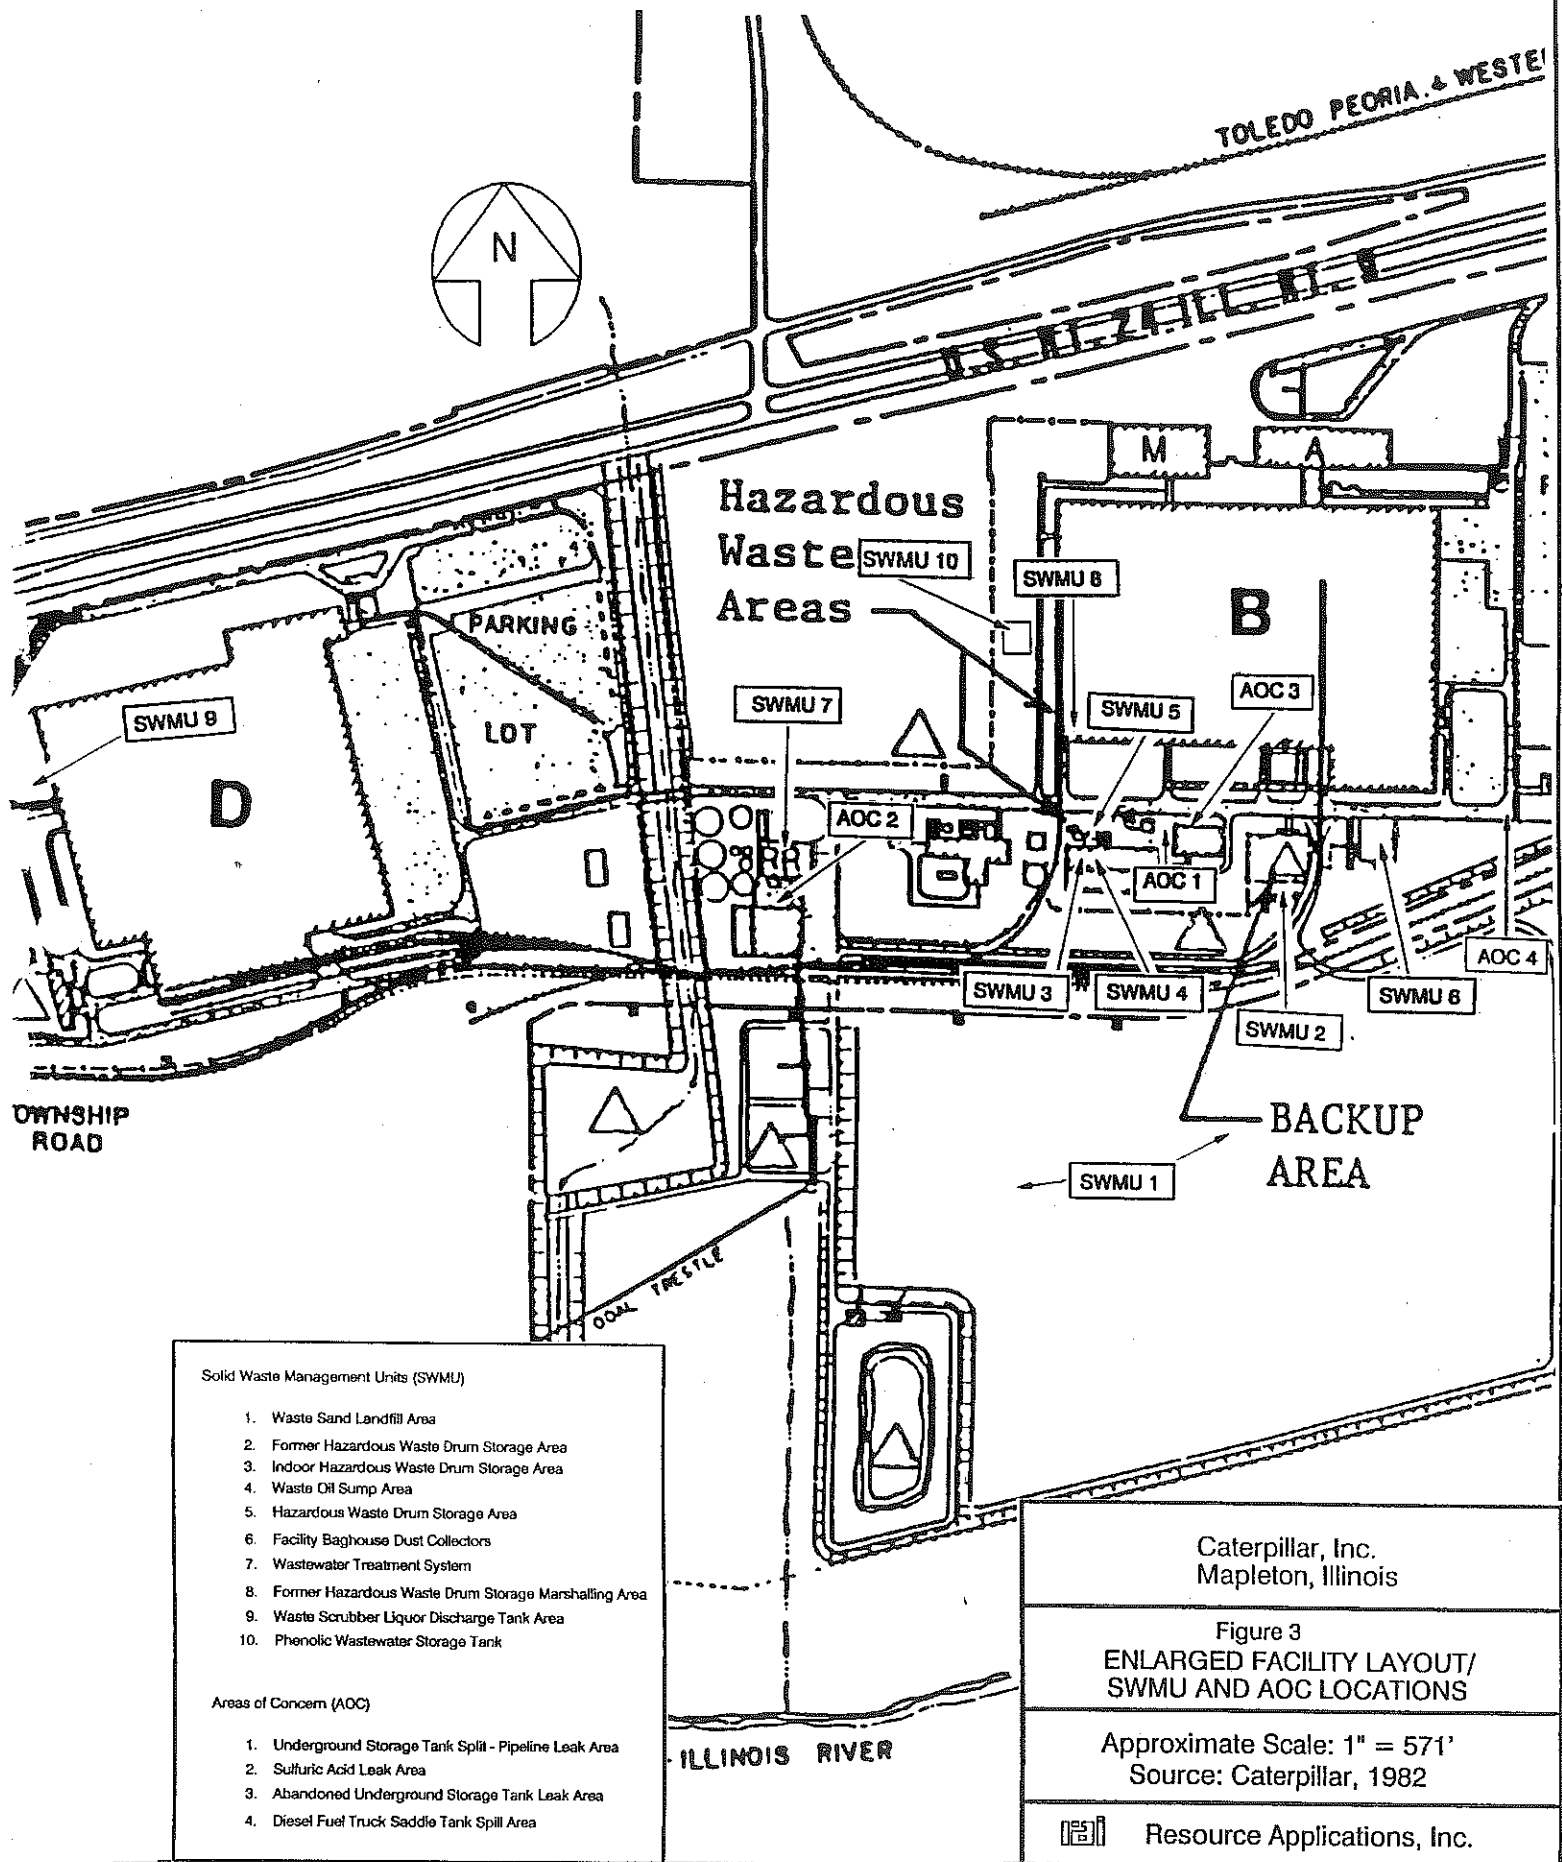 TOLEDO PEORIA & WESTE
N
U.S. RT. 24 ILL. RT. 9
M
A
Hazardous
Waste
Areas
SWMU 10
SWMU 8
B
PARKING
LOT
SWMU 9
SWMU 7
SWMU 5
AOC 3
D
AOC 2
AOC 1
AOC 4
SWMU 3
SWMU 4
SWMU 6
SWMU 2
OWNSHIP
ROAD
BACKUP
AREA
SWMU 1
COAL TRESTLE
Solid Waste Management Units (SWMU)
1. Waste Sand Landfill Area
2. Former Hazardous Waste Drum Storage Area
3. Indoor Hazardous Waste Drum Storage Area
4. Waste Oil Sump Area
5. Hazardous Waste Drum Storage Area
6. Facility Baghouse Dust Collectors
7. Wastewater Treatment System
8. Former Hazardous Waste Drum Storage Marshalling Area
9. Waste Scrubber Liquor Discharge Tank Area
10. Phenolic Wastewater Storage Tank
Areas of Concern (AOC)
1. Underground Storage Tank Split - Pipeline Leak Area
2. Sulfuric Acid Leak Area
3. Abandoned Underground Storage Tank Leak Area
4. Diesel Fuel Truck Saddle Tank Spill Area
ILLINOIS RIVER
Caterpillar, Inc.
Mapleton, Illinois
Figure 3
ENLARGED FACILITY LAYOUT/
SWMU AND AOC LOCATIONS
Approximate Scale: 1" = 571'
Source: Caterpillar, 1982
Resource Applications, Inc.